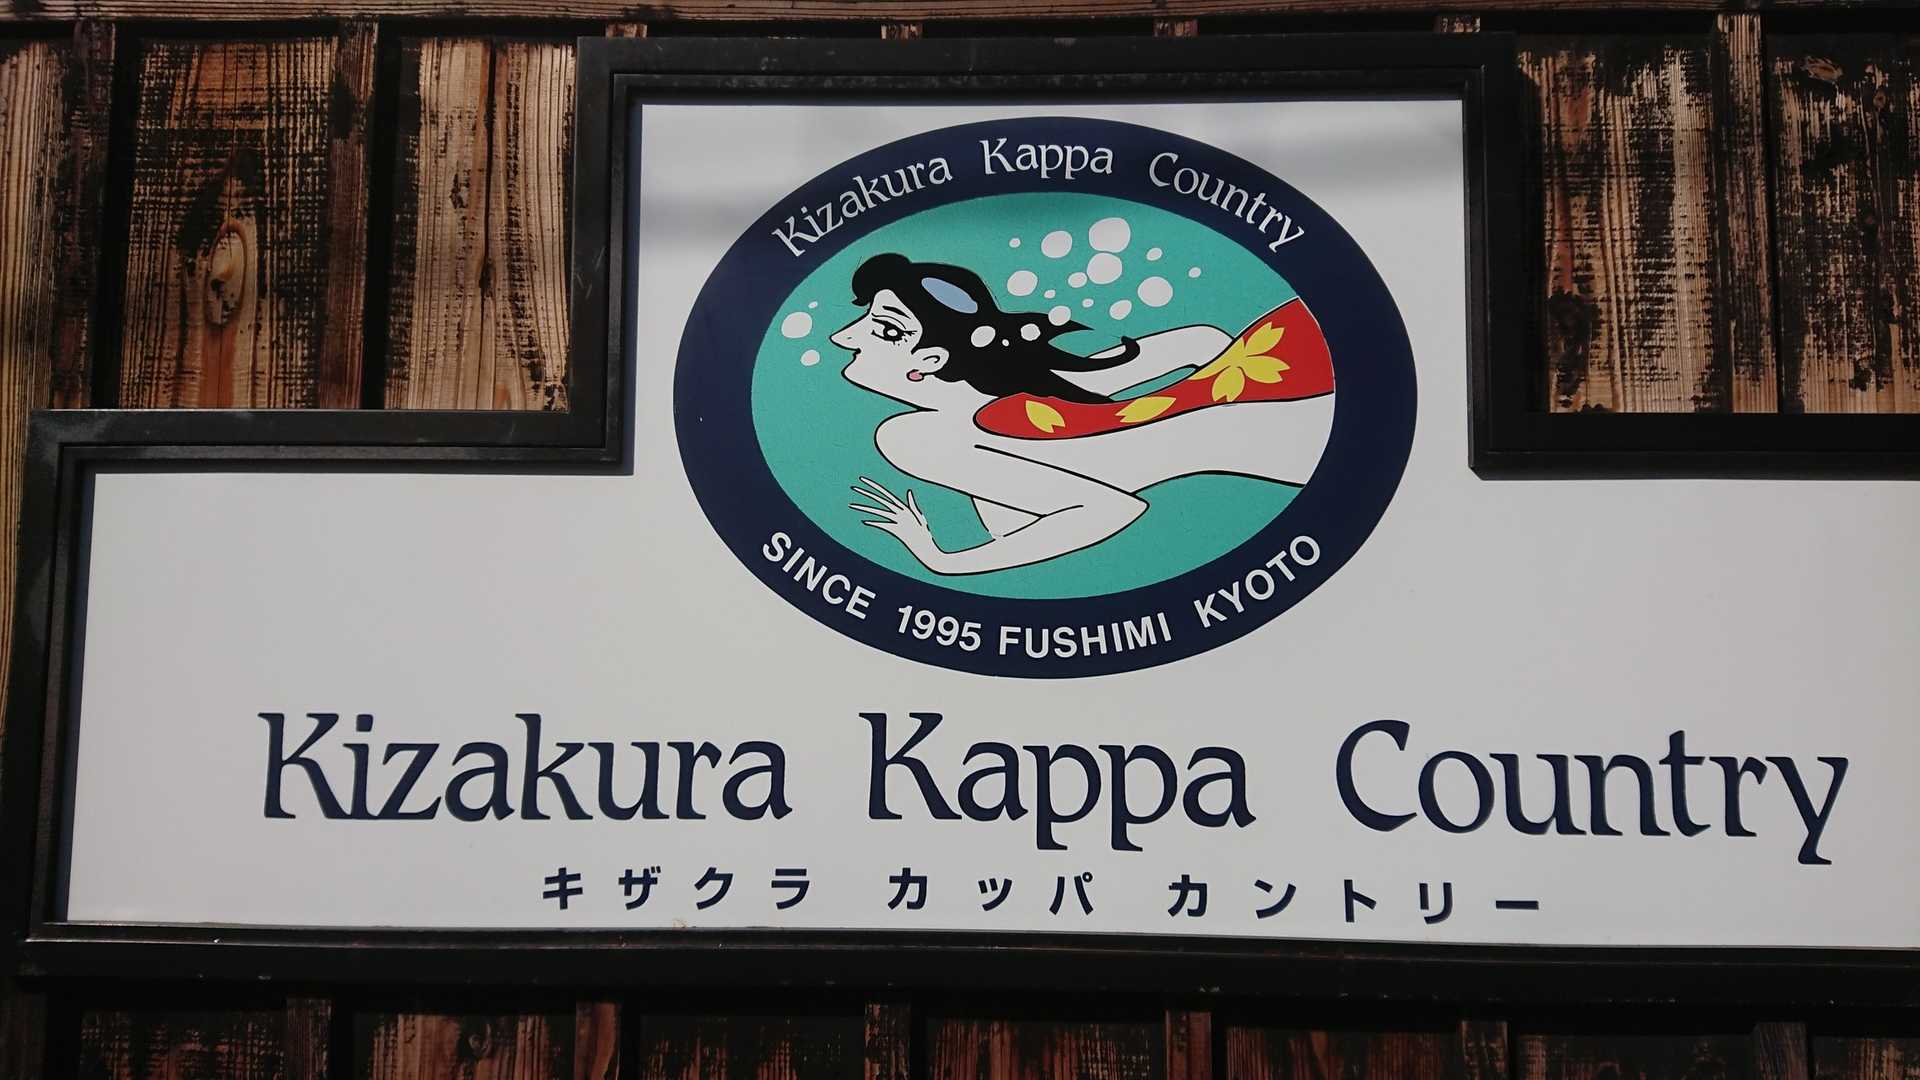 Kizakura Kappa Country
SINCE 1995 FUSHIMI KYOTO
Kizakura Kappa Country
キザクラ カッパ カントリー